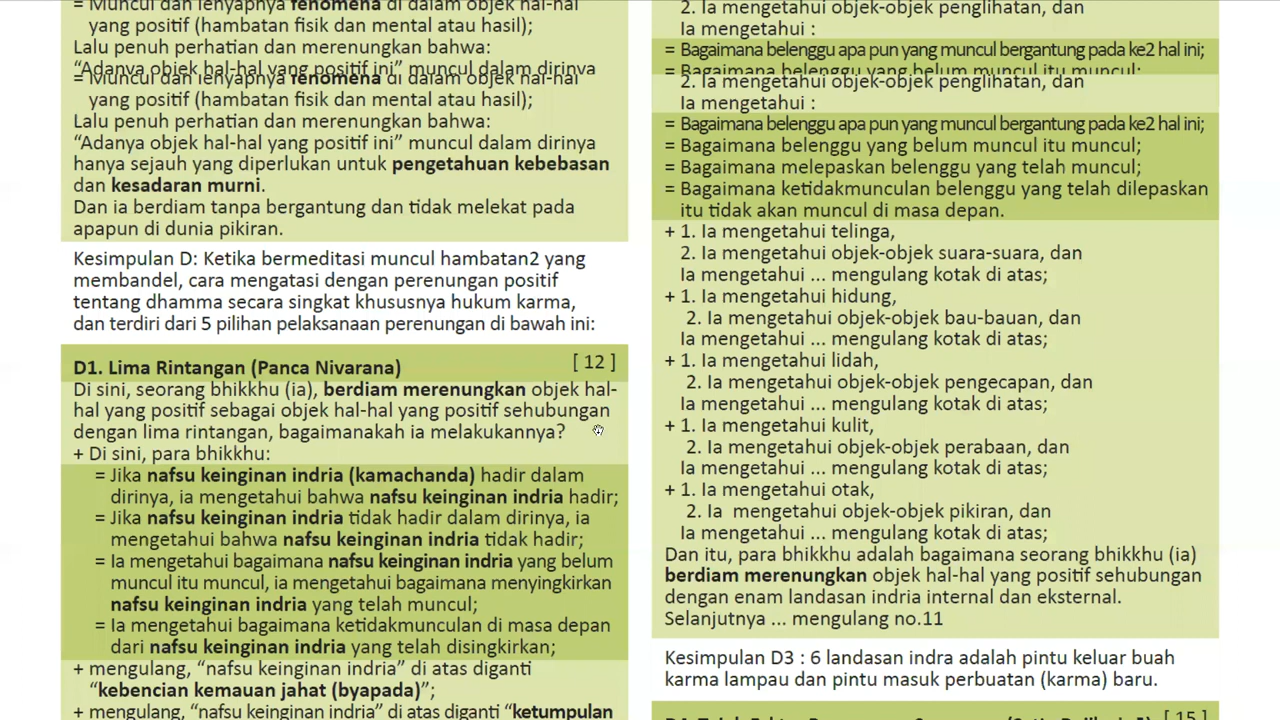 = Muncul dan lenyapnya fenomena di dalam objek hal-hal
yang positif (hambatan fisik dan mental atau hasil);
Lalu penuh perhatian dan merenungkan bahwa:
“Adanya objek hal-hal yang positif ini” muncul dalam dirinya
= Muncul dan lenyapnya fenomena di dalam objek hal-hal
yang positif (hambatan fisik dan mental atau hasil);
Lalu penuh perhatian dan merenungkan bahwa:
“Adanya objek hal-hal yang positif ini” muncul dalam dirinya
hanya sejauh yang diperlukan untuk pengetahuan kebebasan
dan kesadaran murni.
Dan ia berdiam tanpa bergantung dan tidak melekat pada
apapun di dunia pikiran.
Kesimpulan D: Ketika bermeditasi muncul hambatan2 yang
membandel, cara mengatasi dengan perenungan positif
tentang dhamma secara singkat khususnya hukum karma,
dan terdiri dari 5 pilihan pelaksanaan perenungan di bawah ini:
D1. Lima Rintangan (Panca Nivarana) [ 12 ]
Di sini, seorang bhikkhu (ia), berdiam merenungkan objek hal-
hal yang positif sebagai objek hal-hal yang positif sehubungan
dengan lima rintangan, bagaimanakah ia melakukannya?
+ Di sini, para bhikkhu:
= Jika nafsu keinginan indria (kamachanda) hadir dalam
dirinya, ia mengetahui bahwa nafsu keinginan indria hadir;
= Jika nafsu keinginan indria tidak hadir dalam dirinya, ia
mengetahui bahwa nafsu keinginan indria tidak hadir;
= Ia mengetahui bagaimana nafsu keinginan indria yang belum
muncul itu muncul, ia mengetahui bagaimana menyingkirkan
nafsu keinginan indria yang telah muncul;
= Ia mengetahui bagaimana ketidakmunculan di masa depan
dari nafsu keinginan indria yang telah disingkirkan;
+ mengulang, “nafsu keinginan indria” di atas diganti
“kebencian kemauan jahat (byapada)”;
+ mengulang, “nafsu keinginan indria” di atas diganti “ketumpulan
2. Ia mengetahui objek-objek penglihatan, dan
Ia mengetahui :
= Bagaimana belenggu apa pun yang muncul bergantung pada ke2 hal ini;
= Bagaimana belenggu yang belum muncul itu muncul;
2. Ia mengetahui objek-objek penglihatan, dan
Ia mengetahui :
= Bagaimana belenggu apa pun yang muncul bergantung pada ke2 hal ini;
= Bagaimana belenggu yang belum muncul itu muncul;
= Bagaimana melepaskan belenggu yang telah muncul;
= Bagaimana ketidakmunculan belenggu yang telah dilepaskan
itu tidak akan muncul di masa depan.
+ 1. Ia mengetahui telinga,
2. Ia mengetahui objek-objek suara-suara, dan
Ia mengetahui ... mengulang kotak di atas;
+ 1. Ia mengetahui hidung,
2. Ia mengetahui objek-objek bau-bauan, dan
Ia mengetahui ... mengulang kotak di atas;
+ 1. Ia mengetahui lidah,
2. Ia mengetahui objek-objek pengecapan, dan
Ia mengetahui ... mengulang kotak di atas;
+ 1. Ia mengetahui kulit,
2. Ia mengetahui objek-objek perabaan, dan
Ia mengetahui ... mengulang kotak di atas;
+ 1. Ia mengetahui otak,
2. Ia mengetahui objek-objek pikiran, dan
Ia mengetahui ... mengulang kotak di atas;
Dan itu, para bhikkhu adalah bagaimana seorang bhikkhu (ia)
berdiam merenungkan objek hal-hal yang positif sehubungan
dengan enam landasan indria internal dan eksternal.
Selanjutnya ... mengulang no.11
Kesimpulan D3 : 6 landasan indra adalah pintu keluar buah
karma lampau dan pintu masuk perbuatan (karma) baru.